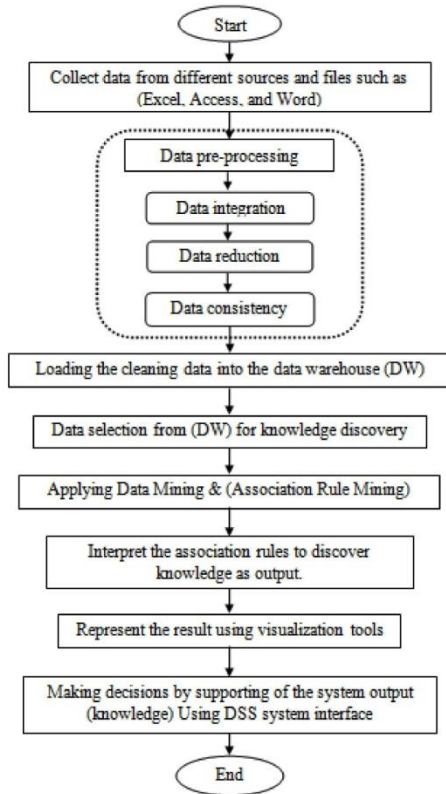 Start
Collect data from different sources and files such as
(Excel, Access, and Word)
Data pre-processing
Data integration
Data reduction
Data consistency
Loading the cleaning data into the data warehouse (DW)
Data selection from (DW) for knowledge discovery
Applying Data Mining & (Association Rule Mining)
Interpret the association rules to discover
knowledge as output.
Represent the result using visualization tools
Making decisions by supporting of the system output
(knowledge) Using DSS system interface
End